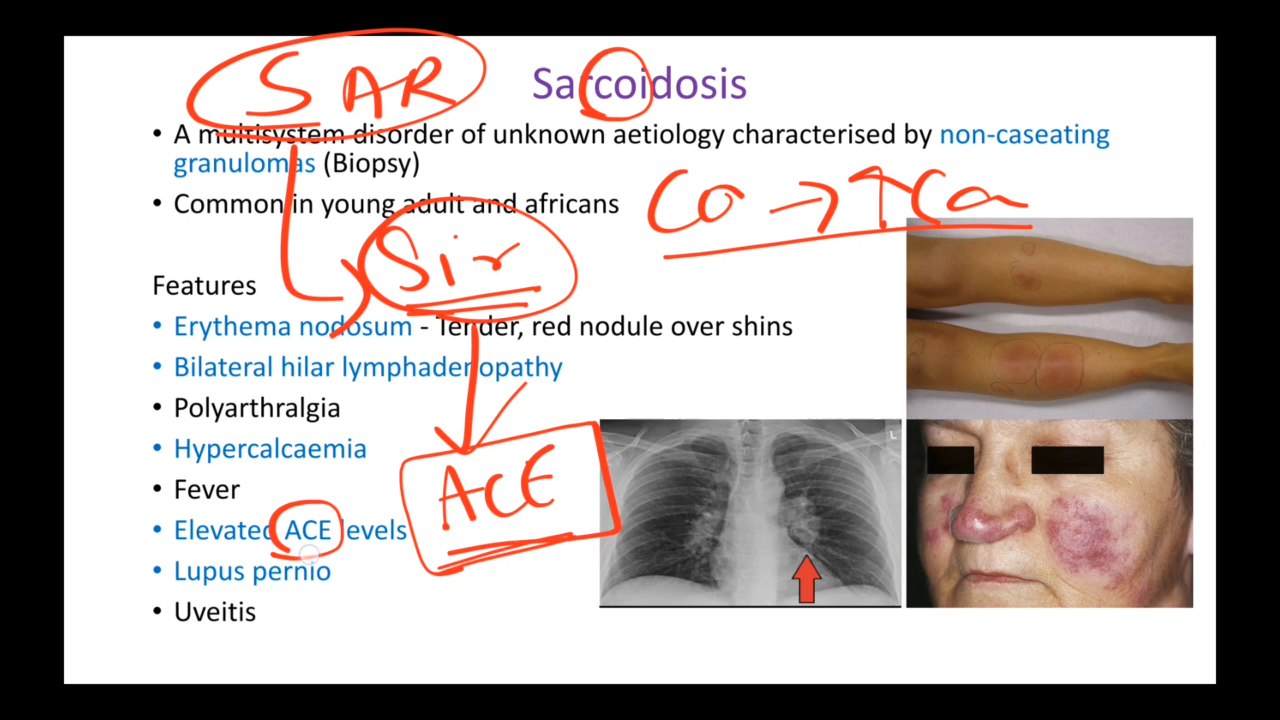 SAR
Sarcoidosis
• A multisystem disorder of unknown aetiology characterised by non-caseating
granulomas (Biopsy)
• Common in young adult and africans
Co → ↑ Ca
Sir
Features
• Erythema nodosum - Tender, red nodule over shins
• Bilateral hilar lymphadenopathy
• Polyarthralgia
• Hypercalcaemia
• Fever
ACE
• Elevated ACE levels
• Lupus pernio
• Uveitis
L